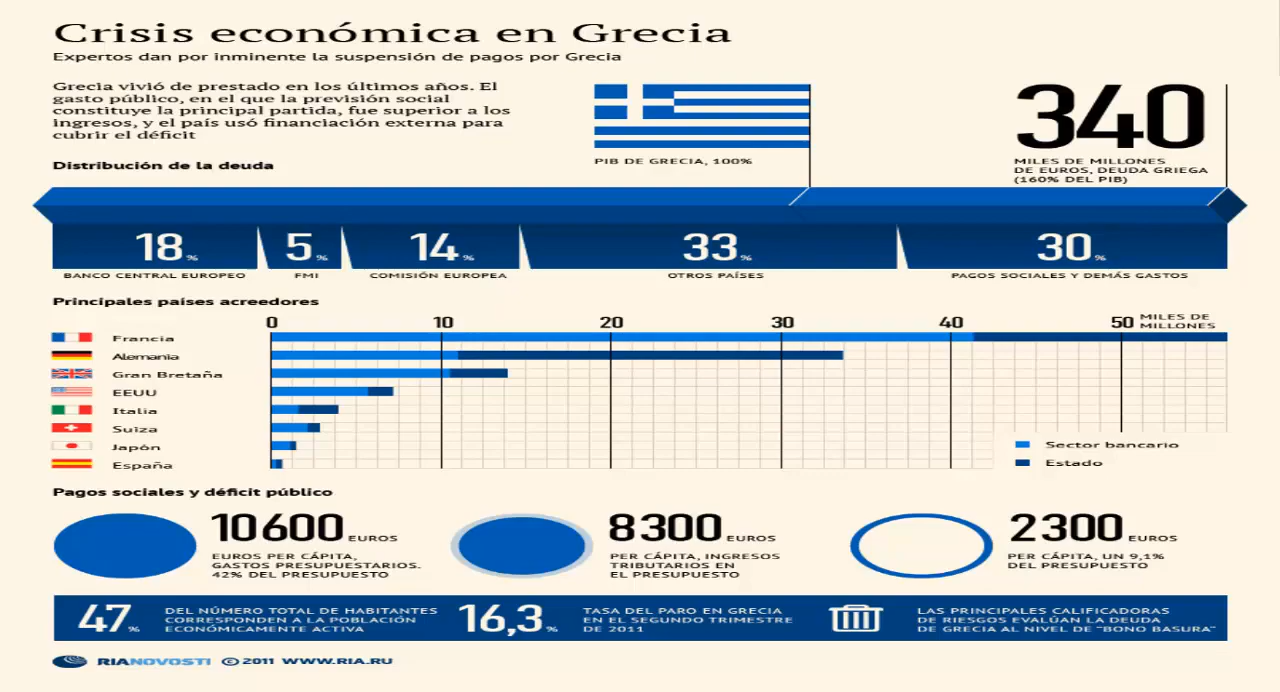 Crisis económica en Grecia
Expertos dan por inminente la suspensión de pagos por Grecia
Grecia vivió de prestado en los últimos años. El
gasto público, en el que la previsión social
constituye la principal partida, fue superior a los
ingresos, y el país usó financiación externa para
cubrir el déficit
PIB DE GRECIA, 100%
340
MILES DE MILLONES
DE EUROS, DEUDA GRIEGA
(160% DEL PIB)
Distribución de la deuda
18%
BANCO CENTRAL EUROPEO
5%
FMI
14%
COMISIÓN EUROPEA
33%
OTROS PAÍSES
30%
PAGOS SOCIALES Y DEMÁS GASTOS
Principales países acreedores
0 10 20 30 40 50 MILES DE
MILLONES
Francia
Alemania
Gran Bretaña
EEUU
Italia
Suiza
Japón
España
Sector bancario
Estado
Pagos sociales y déficit público
10 600 EUROS
EUROS PER CÁPITA,
GASTOS PRESUPUESTARIOS.
42% DEL PRESUPUESTO
8 300 EUROS
PER CÁPITA, INGRESOS
TRIBUTARIOS EN
EL PRESUPUESTO
2 300 EUROS
PER CÁPITA, UN 9,1%
DEL PRESUPUESTO
47%
DEL NÚMERO TOTAL DE HABITANTES
CORRESPONDEN A LA POBLACIÓN
ECONÓMICAMENTE ACTIVA
16,3%
TASA DEL PARO EN GRECIA
EN EL SEGUNDO TRIMESTRE
DE 2011
LAS PRINCIPALES CALIFICADORAS
DE RIESGOS EVALÚAN LA DEUDA
DE GRECIA AL NIVEL DE "BONO BASURA"
RIANOVOSTI © 2011 WWW.RIA.RU